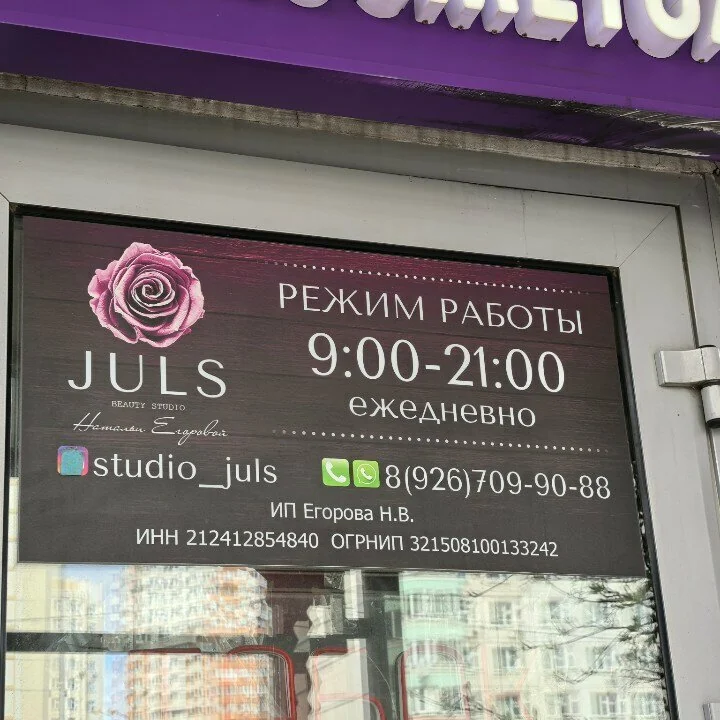 JULS
BEAUTY STUDIO
Натальи Егоровой
studio_juls
РЕЖИМ РАБОТЫ
9:00-21:00
ежедневно
8(926)709-90-88
ИП Егорова Н.В.
ИНН 212412854840 ОГРНИП 321508100133242